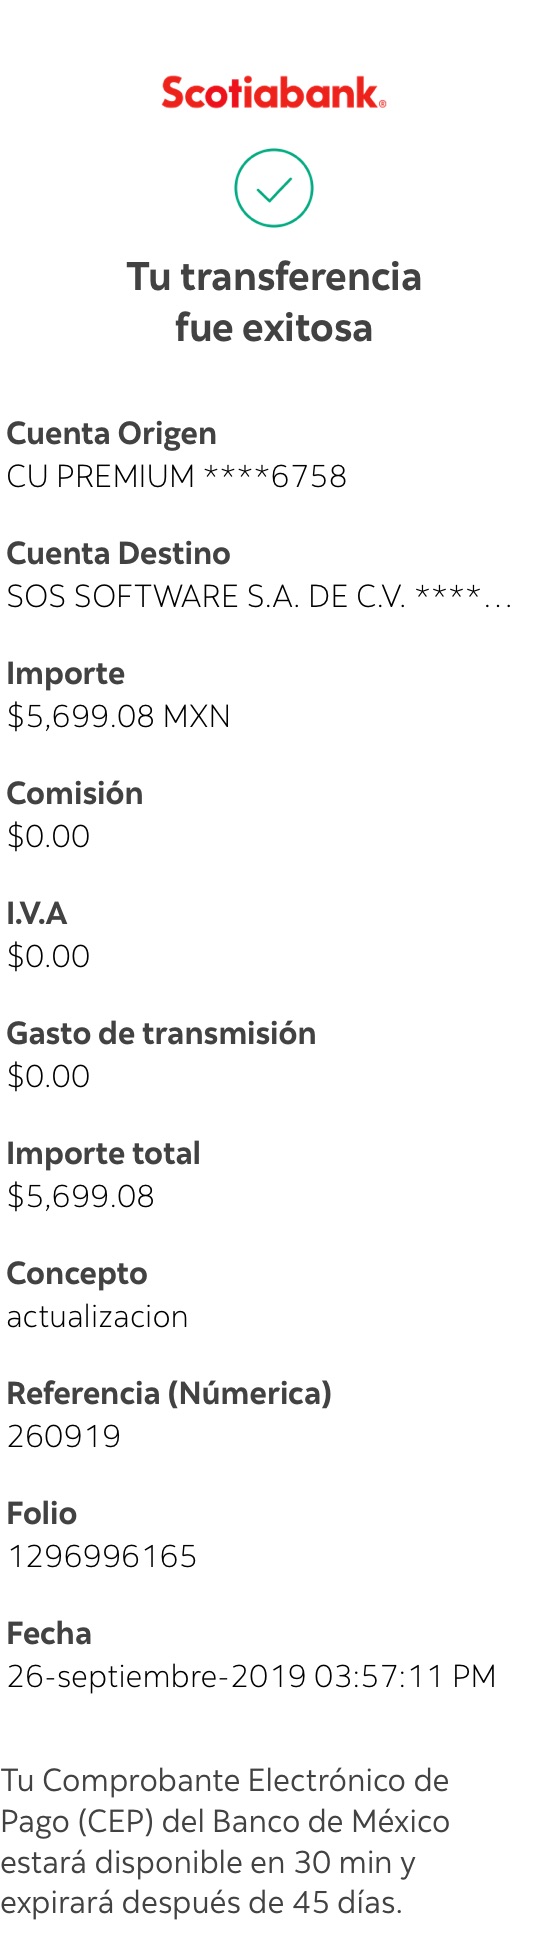 Scotiabank®
Tu transferencia
fue exitosa
Cuenta Origen
CU PREMIUM ****6758
Cuenta Destino
SOS SOFTWARE S.A. DE C.V. ****...
Importe
$5,699.08 MXN
Comisión
$0.00
I.V.A
$0.00
Gasto de transmisión
$0.00
Importe total
$5,699.08
Concepto
actualizacion
Referencia (Númerica)
260919
Folio
1296996165
Fecha
26-septiembre-2019 03:57:11 PM
Tu Comprobante Electrónico de
Pago (CEP) del Banco de México
estará disponible en 30 min y
expirará después de 45 días.